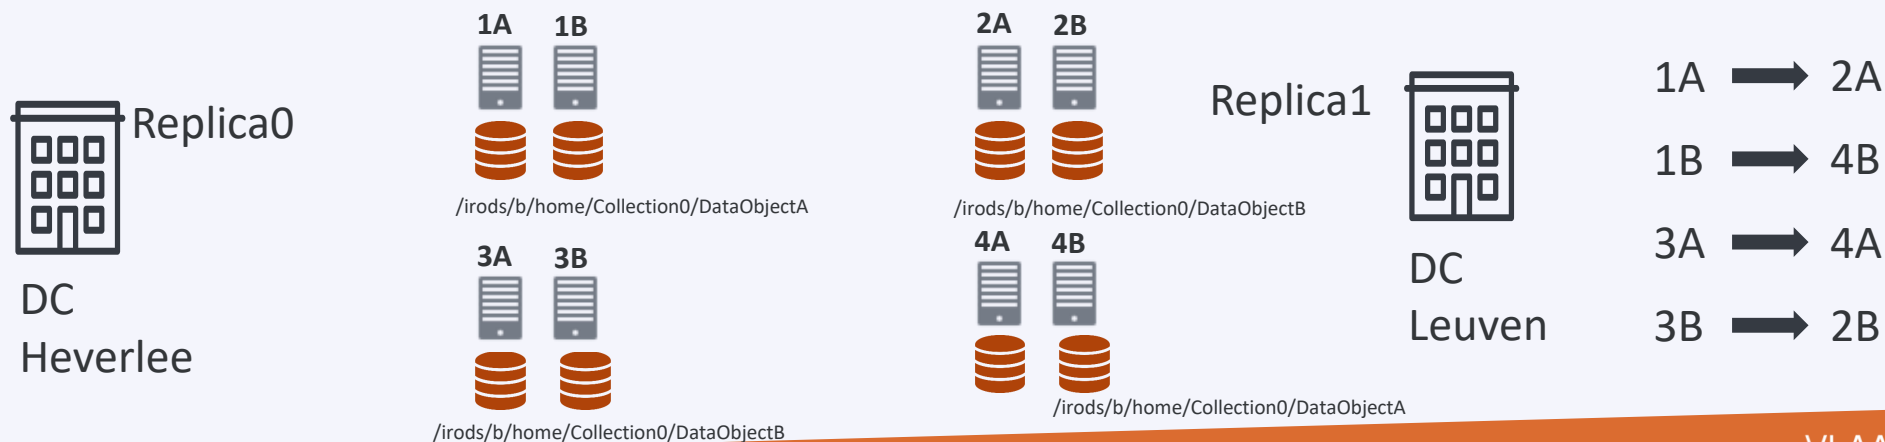 1A 1B
2A 2B
Replica0
/irods/b/home/Collection0/DataObjectA
/irods/b/home/Collection0/DataObjectB
3A 3B
4A 4B
DC
Heverlee
/irods/b/home/Collection0/DataObjectB
/irods/b/home/Collection0/DataObjectA
Replica1
DC
Leuven
1A 2A
1B 4B
3A 4A
3B 2B